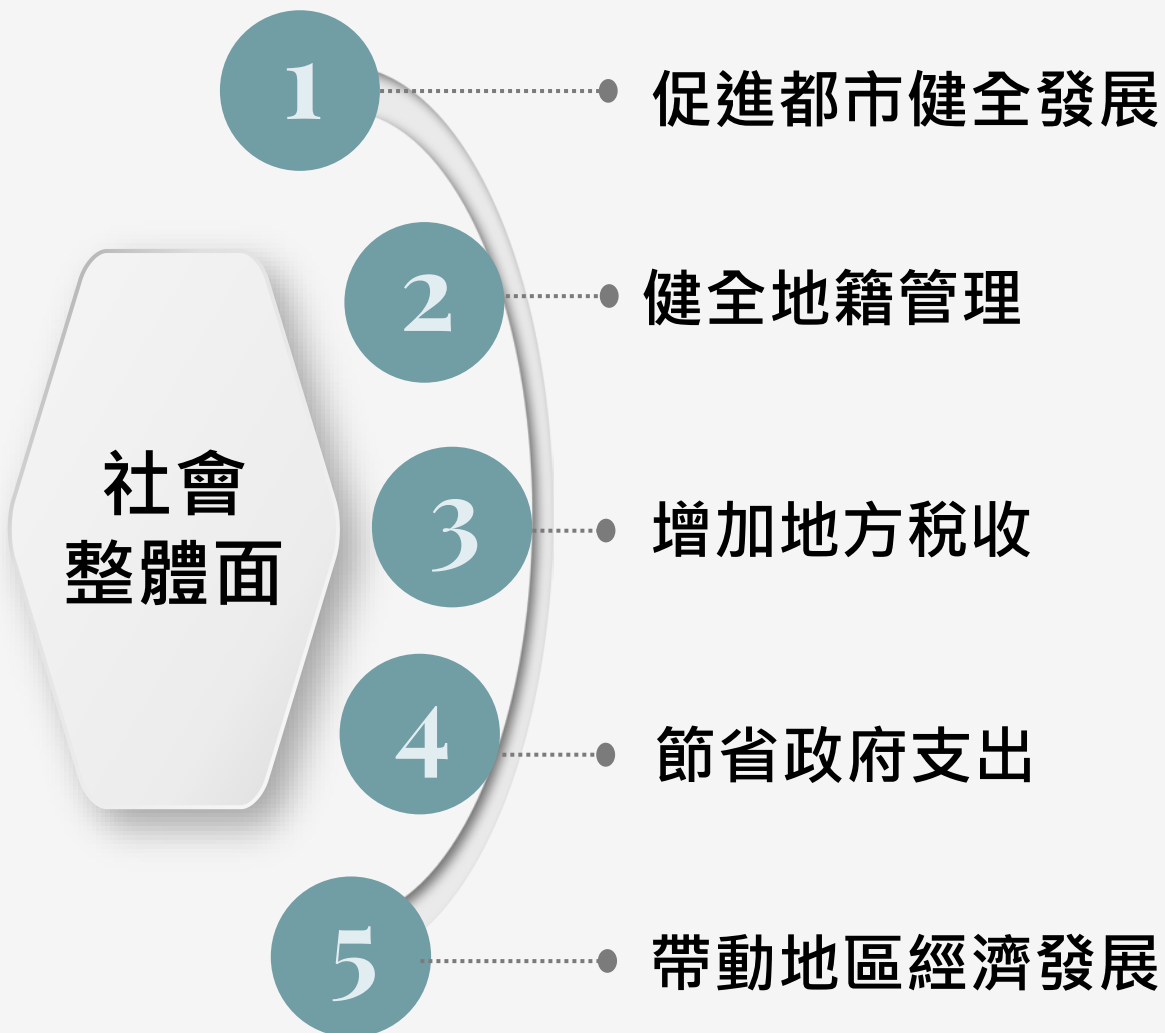 社會
整體面
1
促進都市健全發展
2
健全地籍管理
3
增加地方稅收
4
節省政府支出
5
帶動地區經濟發展